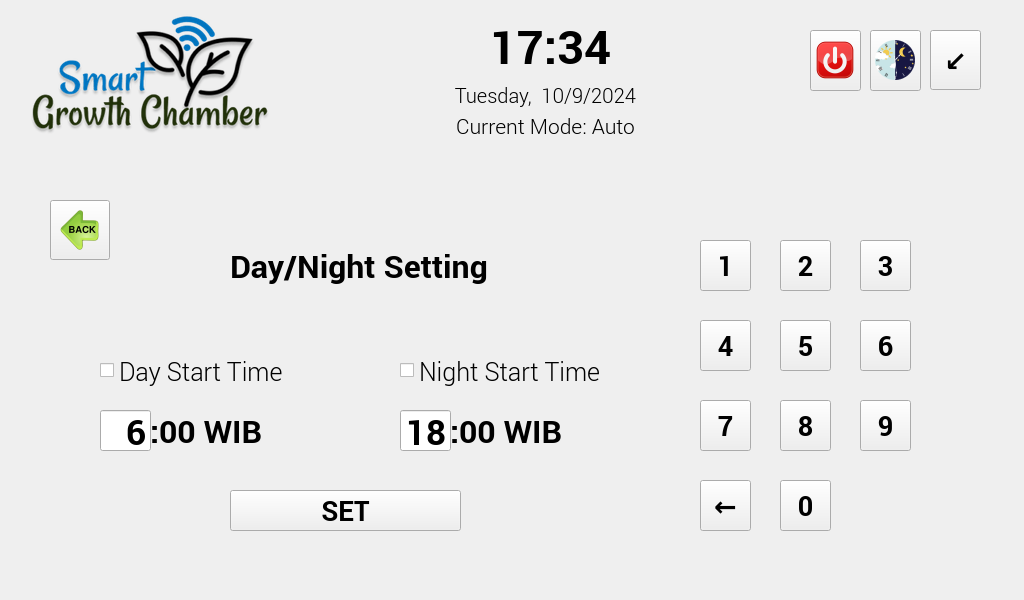 Smart
Growth Chamber
17:34
Tuesday, 10/9/2024
Current Mode: Auto
↙
BACK
Day/Night Setting
1 2 3
4 5 6
Day Start Time Night Start Time
6:00 WIB 18:00 WIB
7 8 9
SET
← 0